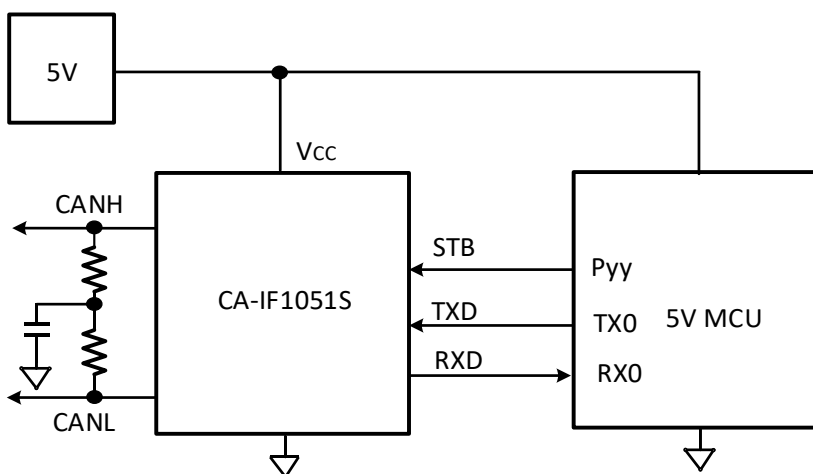 5V
VCC
CANH
STB
Pyy
CA-IF1051S
TXD
TX0
5V MCU
RXD
RX0
CANL